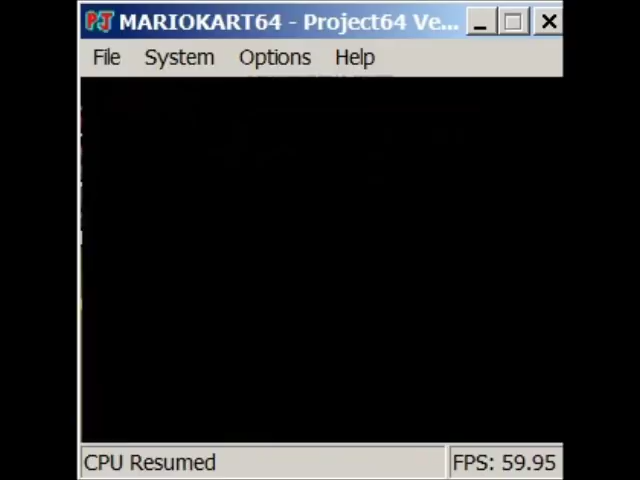 MARIOKART64 - Project64 Ve...
File System Options Help
CPU Resumed FPS: 59.95